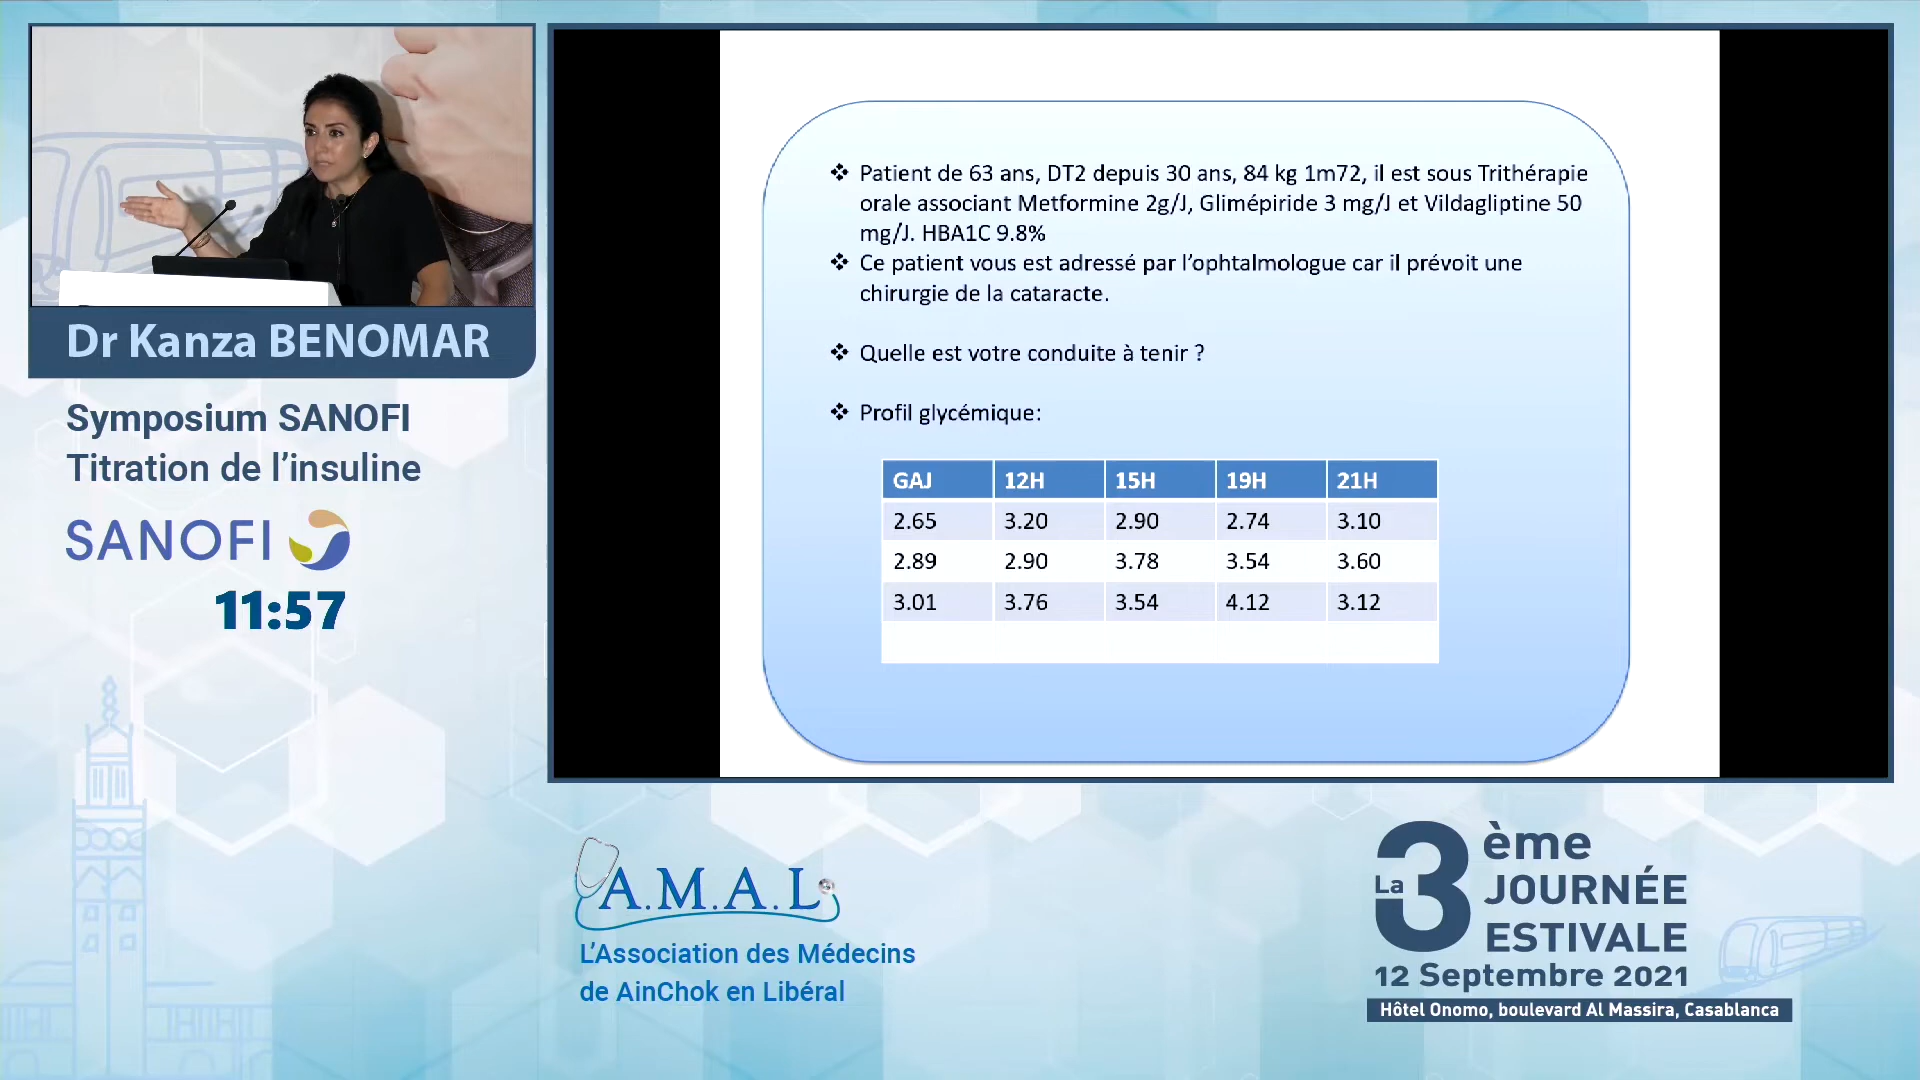 Dr Kanza BENOMAR
Symposium SANOFI
Titration de l'insuline
SANOFI
11:57
❖ Patient de 63 ans, DT2 depuis 30 ans, 84 kg 1m72, il est sous Trithérapie
orale associant Metformine 2g/J, Glimépiride 3 mg/J et Vildagliptine 50
mg/J. HBA1C 9.8%
❖ Ce patient vous est adressé par l'ophtalmologue car il prévoit une
chirurgie de la cataracte.
❖ Quelle est votre conduite à tenir ?
❖ Profil glycémique:
GAJ 12H 15H 19H 21H
2.65 3.20 2.90 2.74 3.10
2.89 2.90 3.78 3.54 3.60
3.01 3.76 3.54 4.12 3.12
A.M.A.L
L'Association des Médecins
de AinChok en Libéral
La 3ème
JOURNÉE
ESTIVALE
12 Septembre 2021
Hôtel Onomo, boulevard Al Massira, Casablanca